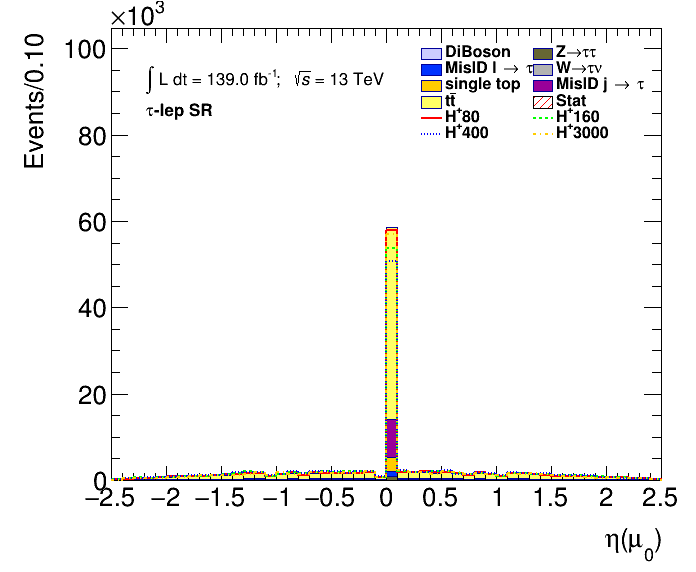 ×10³
Events/0.10
100
80
60
40
20
0
∫ L dt = 139.0 fb⁻¹; √s = 13 TeV
τ-lep SR
DiBoson Z→ττ
MisID l → τ W→τν
single top MisID j → τ
tt̄ Stat
H⁺80 H⁺160
H⁺400 H⁺3000
−2.5 −2 −1.5 −1 −0.5 0 0.5 1 1.5 2 2.5
η(μ₀)